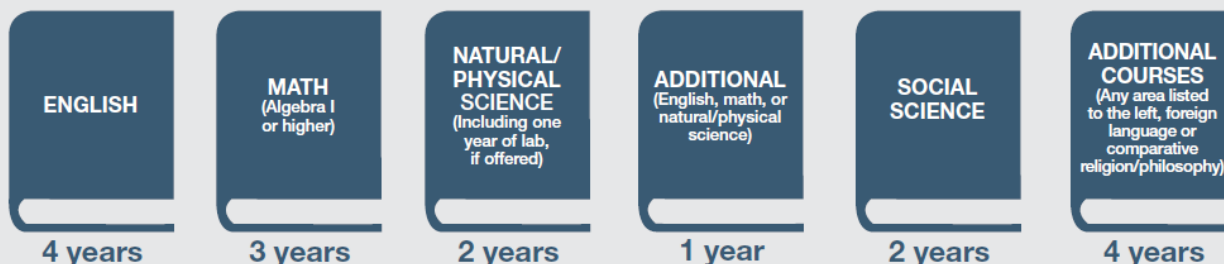 ENGLISH
4 years
MATH
(Algebra I
or higher)
3 years
NATURAL/
PHYSICAL
SCIENCE
(Including one
year of lab,
if offered)
2 years
ADDITIONAL
(English, math, or
natural/physical
science)
1 year
SOCIAL
SCIENCE
2 years
ADDITIONAL
COURSES
(Any area listed
to the left, foreign
language or
comparative
religion/philosophy)
4 years